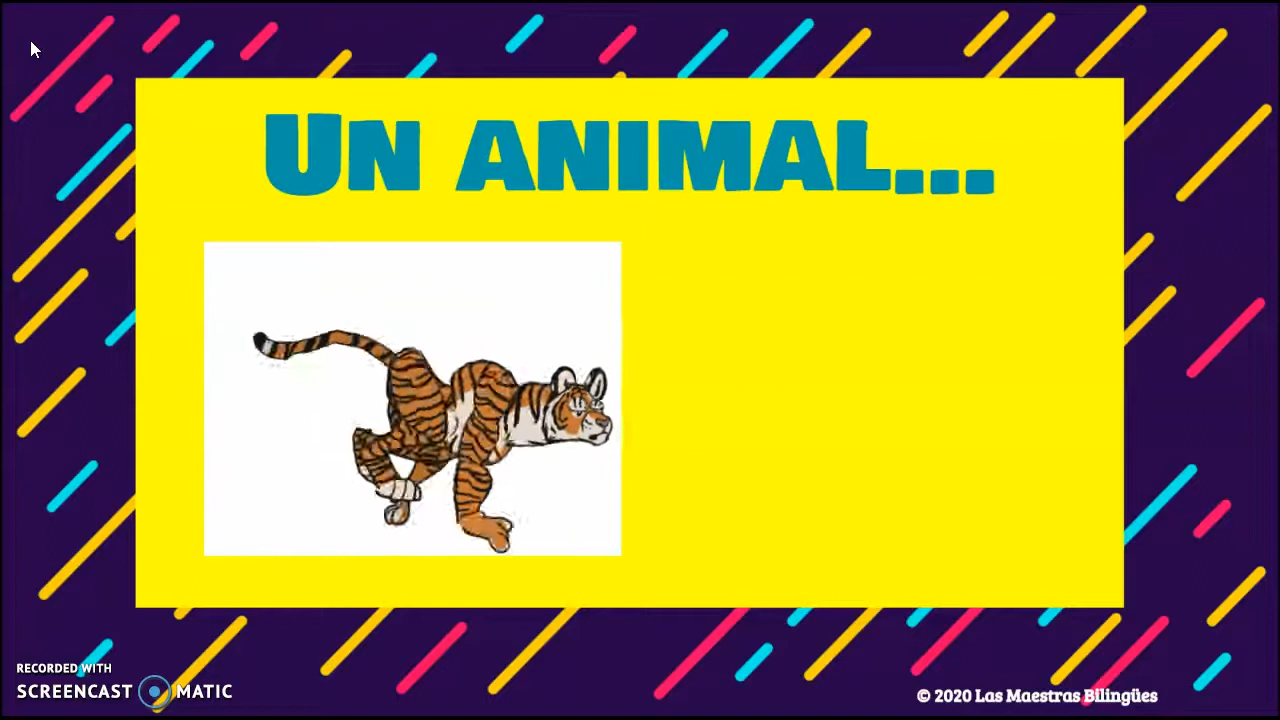 UN ANIMAL...
RECORDED WITH
SCREENCAST MATIC
© 2020 Las Maestras Bilingües